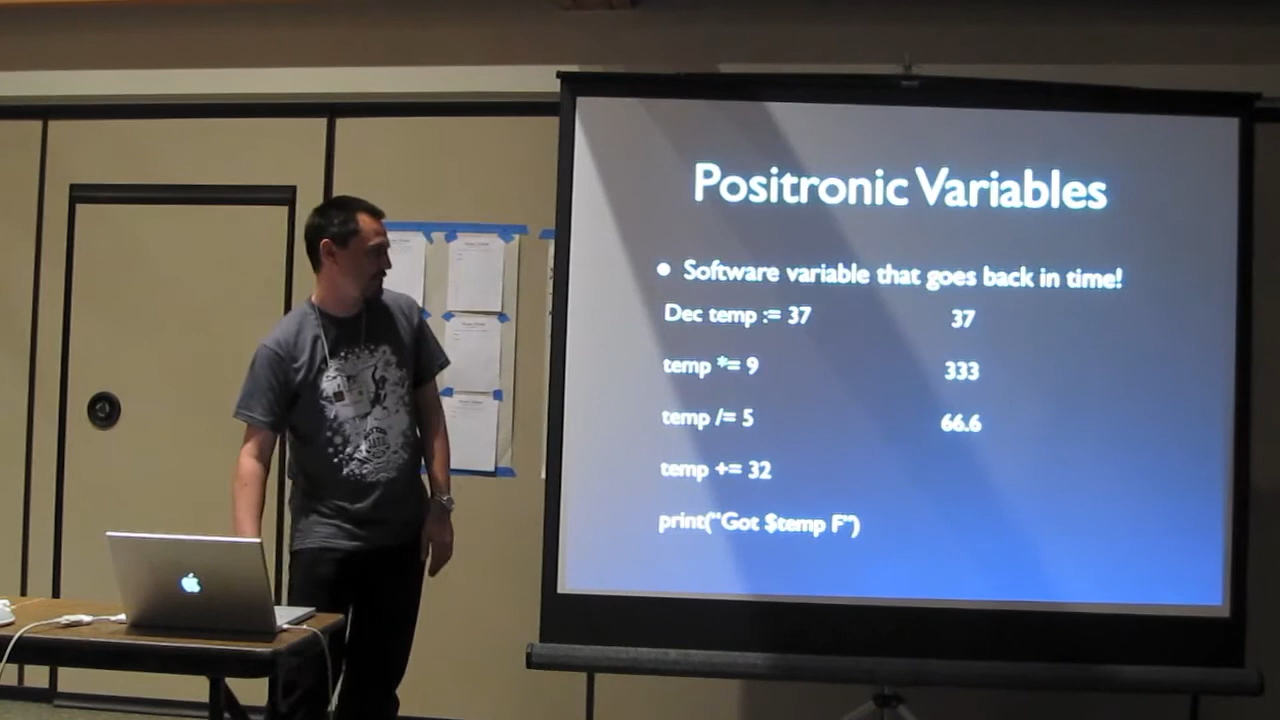 Positronic Variables
• Software variable that goes back in time!
Dec temp := 37 37
temp *= 9 333
temp /= 5 66.6
temp += 32
print("Got $temp F")